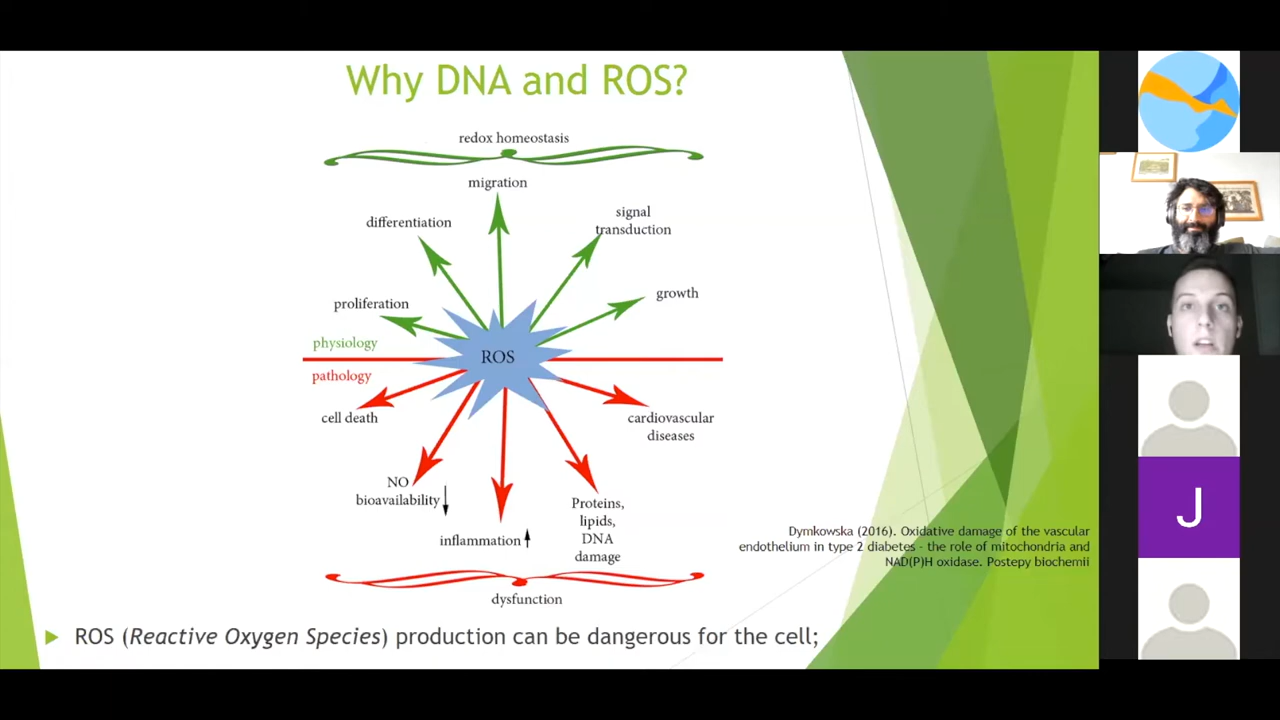 Why DNA and ROS?
redox homeostasis
migration
differentiation
signal
transduction
proliferation
growth
physiology
ROS
pathology
cell death
cardiovascular
diseases
NO
bioavailability
Proteins,
lipids,
DNA
damage
inflammation
dysfunction
Dymkowska (2016). Oxidative damage of the vascular
endothelium in type 2 diabetes - the role of mitochondria and
NAD(P)H oxidase. Postepy biochemii
ROS (Reactive Oxygen Species) production can be dangerous for the cell;
J